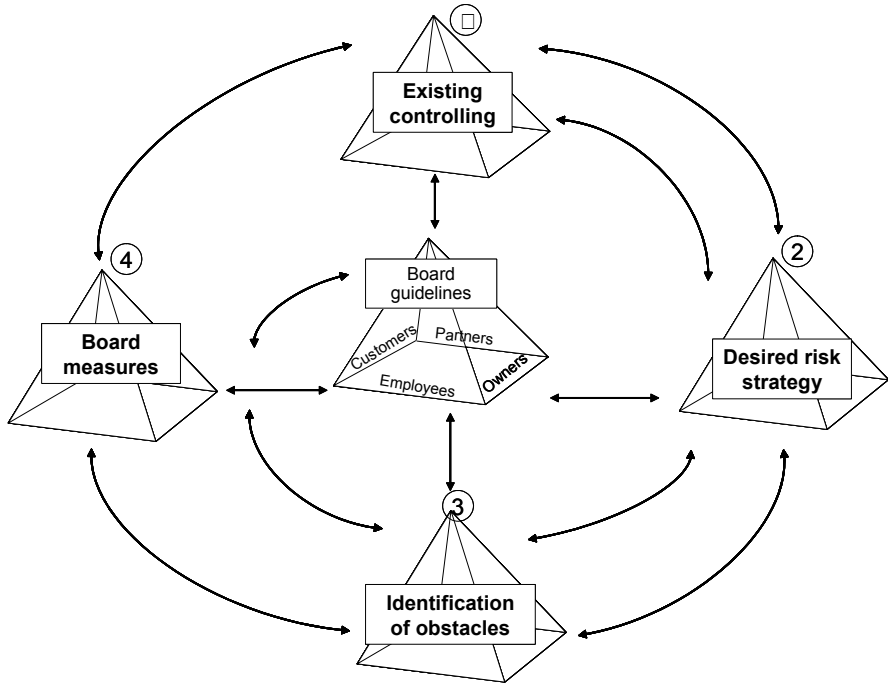 Existing
controlling
4
2
Board
guidelines
Board
measures
Customers
Partners
Desired risk
strategy
Employees
Owners
3
Identification
of obstacles